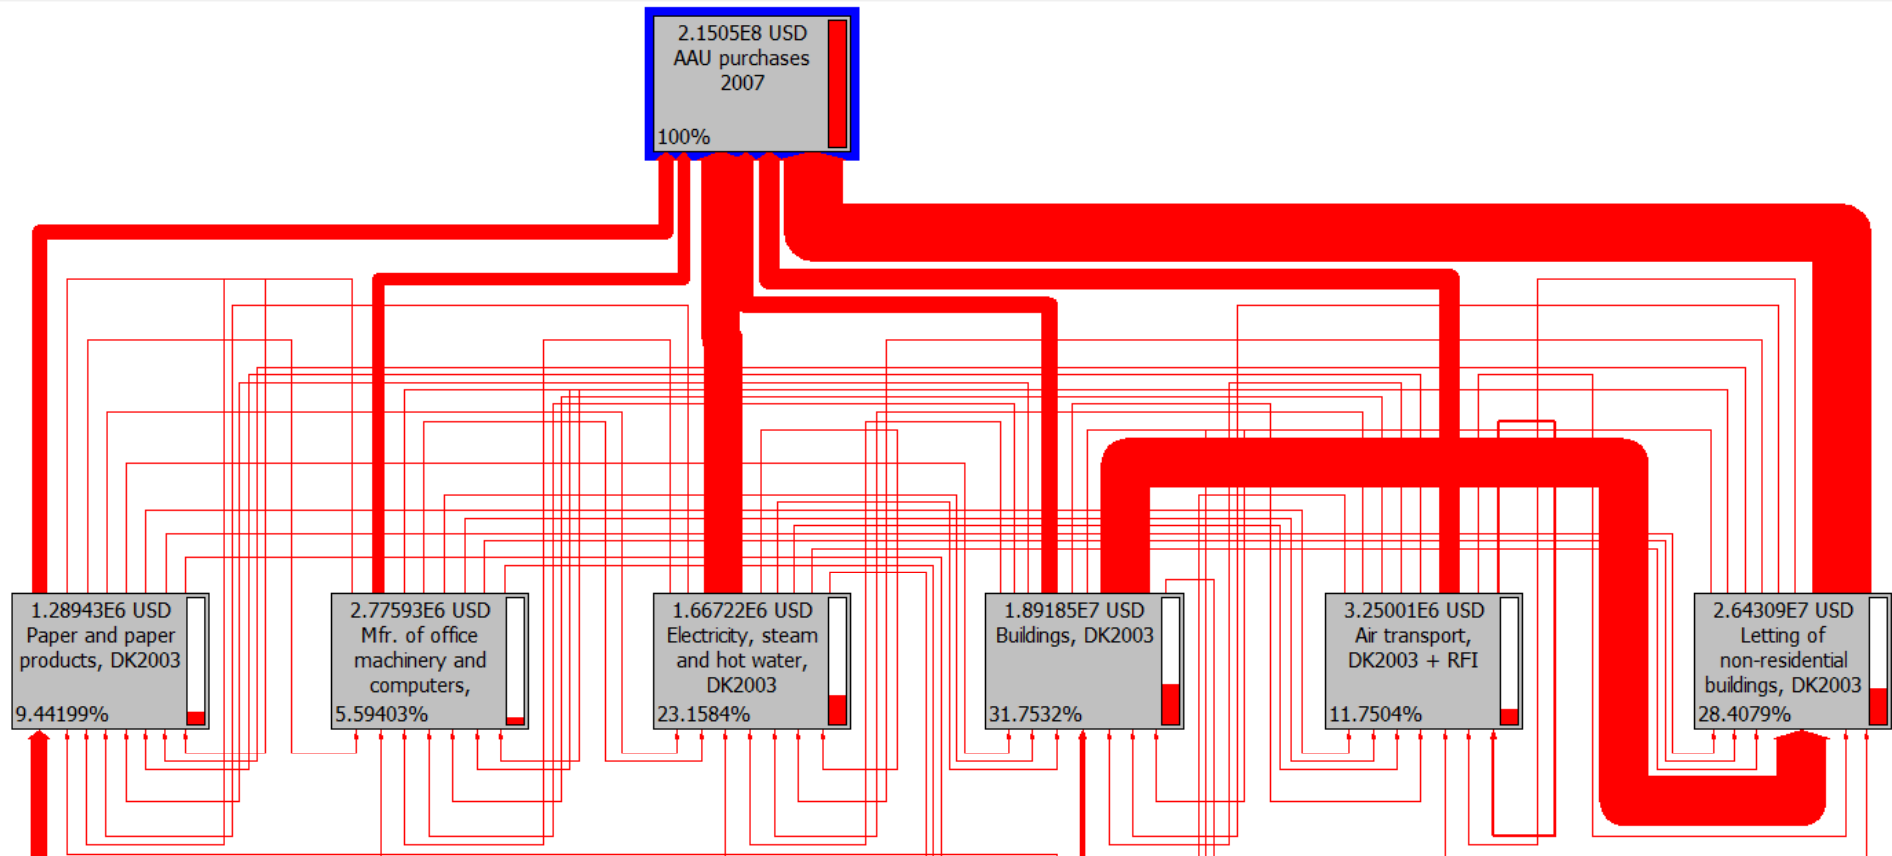 2.1505E8 USD
AAU purchases
2007
100%
1.28943E6 USD
Paper and paper
products, DK2003
9.44199%
2.77593E6 USD
Mfr. of office
machinery and
computers,
5.59403%
1.66722E6 USD
Electricity, steam
and hot water,
DK2003
23.1584%
1.89185E7 USD
Buildings, DK2003
31.7532%
3.25001E6 USD
Air transport,
DK2003 + RFI
11.7504%
2.64309E7 USD
Letting of
non-residential
buildings, DK2003
28.4079%